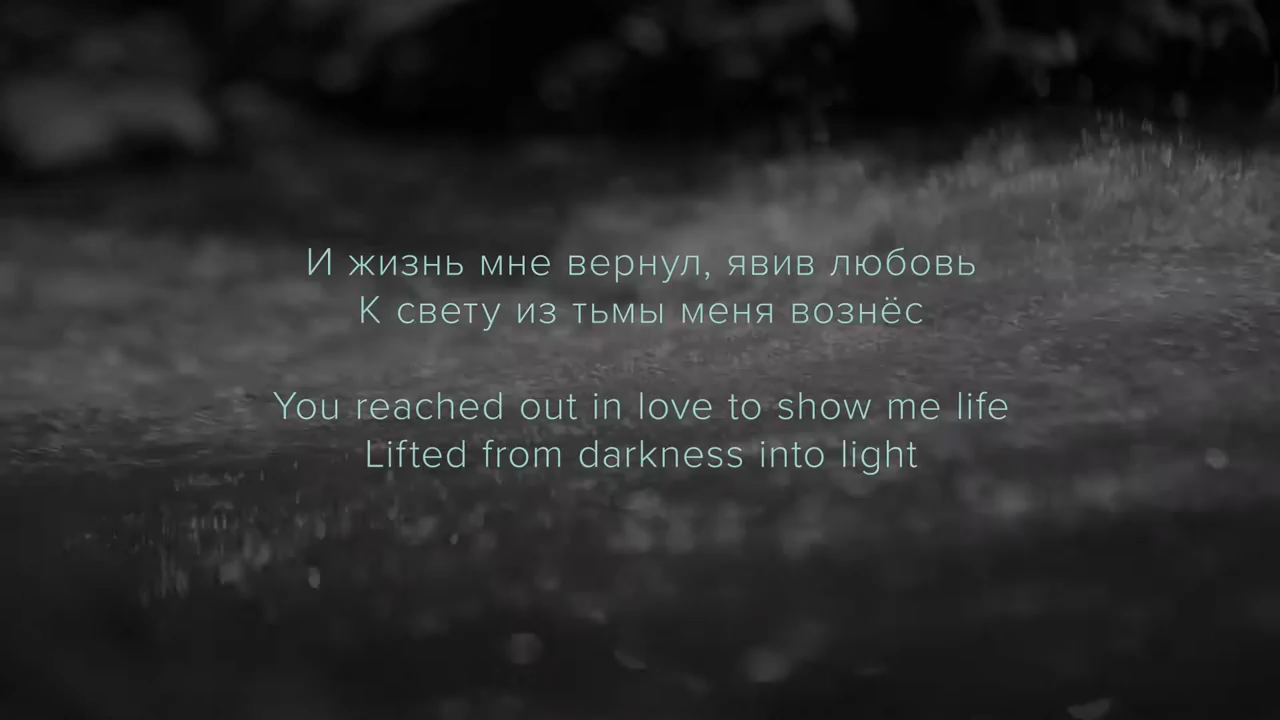 И жизнь мне вернул, явив любовь
К свету из тьмы меня вознёс
You reached out in love to show me life
Lifted from darkness into light